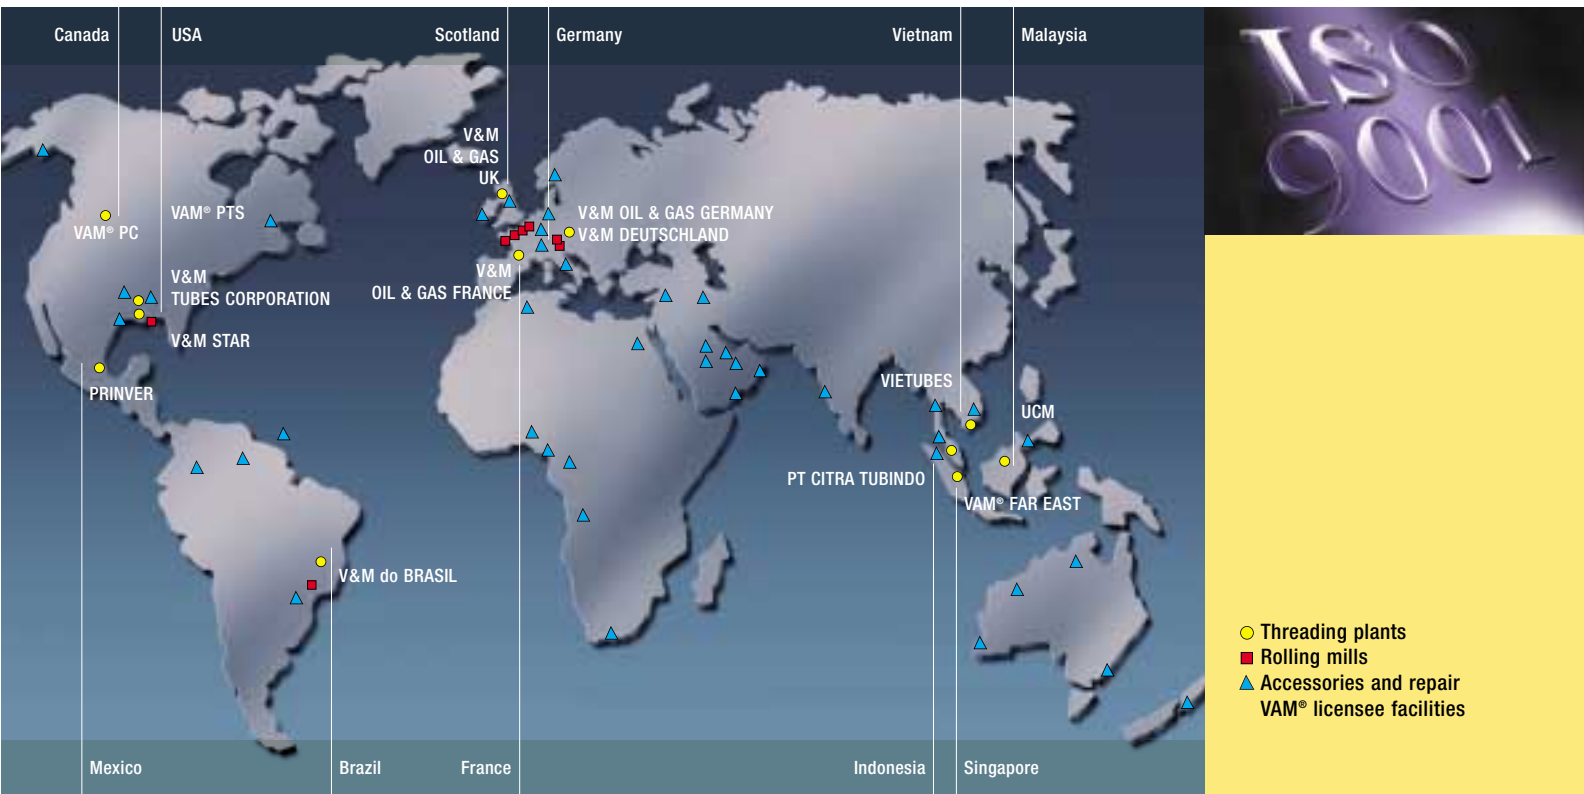 Canada
USA
Scotland
Germany
Vietnam
Malaysia
ISO
9001
V&M
OIL & GAS
UK
VAM® PC
VAM® PTS
V&M OIL & GAS GERMANY
V&M DEUTSCHLAND
V&M
TUBES CORPORATION
V&M
OIL & GAS FRANCE
V&M STAR
PRINVER
VIETUBES
UCM
PT CITRA TUBINDO
VAM® FAR EAST
V&M do BRASIL
Threading plants
Rolling mills
Accessories and repair
VAM® licensee facilities
Mexico
Brazil
France
Indonesia
Singapore